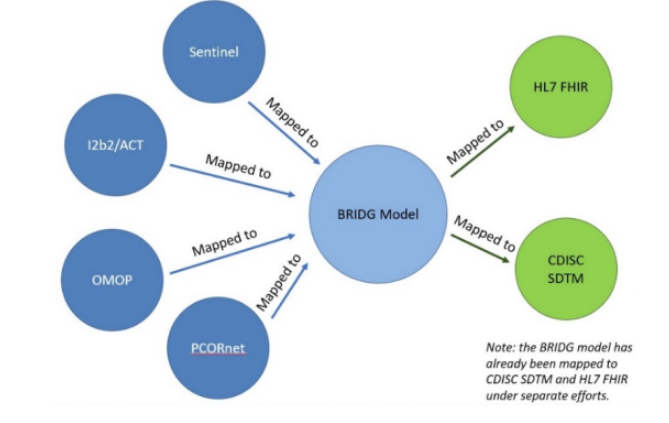 Sentinel
Mapped to
I2b2/ACT
Mapped to
HL7 FHIR
Mapped to
BRIDG Model
Mapped to
OMOP
Mapped to
CDISC
SDTM
PCORnet
Mapped to
Note: the BRIDG model has
already been mapped to
CDISC SDTM and HL7 FHIR
under separate efforts.